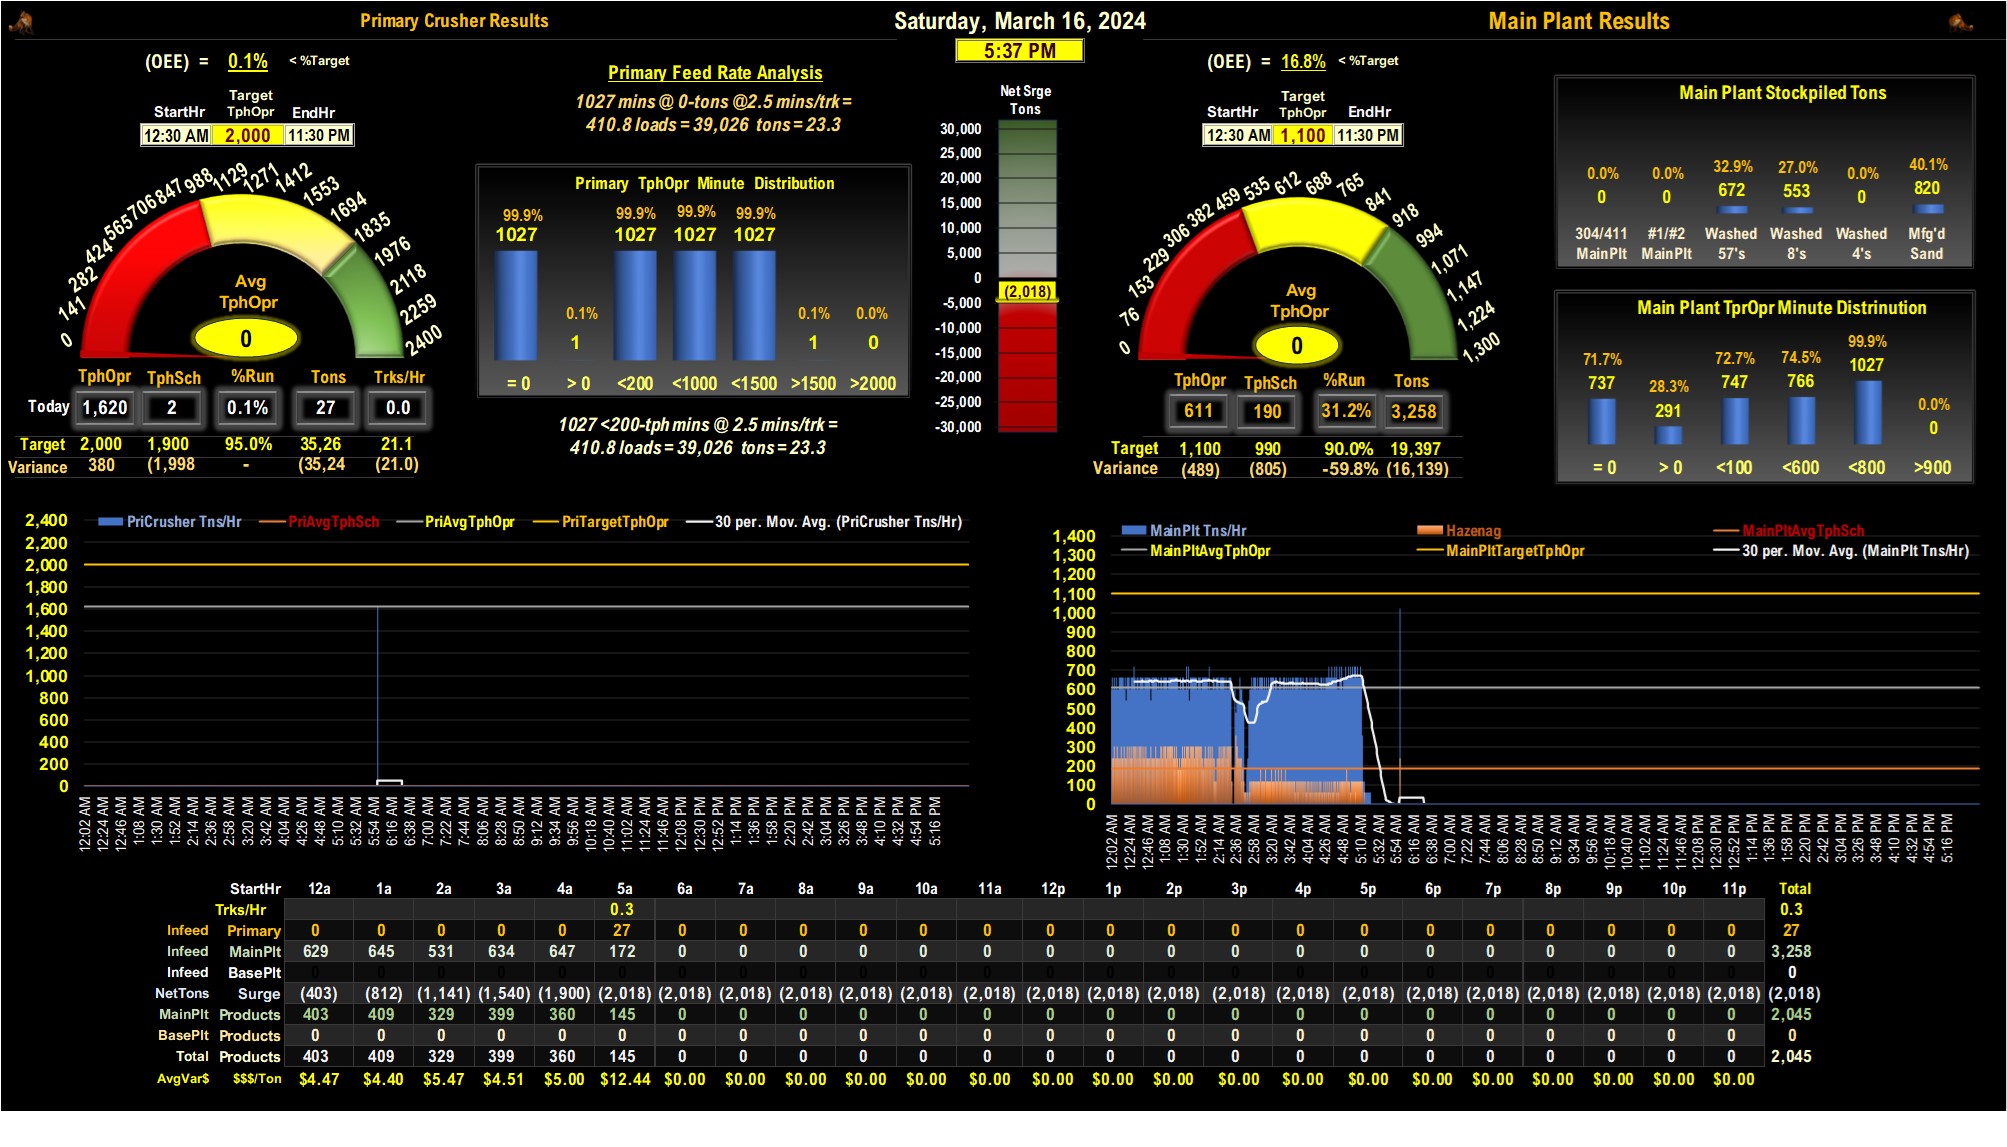 Primary Crusher Results
Saturday, March 16, 2024
Main Plant Results
5:37 PM
(OEE) = 0.1% < %Target
StartHr Target TphOpr EndHr
12:30 AM 2,000 11:30 PM
0 141 282 424 565 706 847 988 1129 1271 1412 1553 1694 1835 1976 2118 2259 2400
Avg
TphOpr
0
TphOpr TphSch %Run Tons Trks/Hr
Today 1,620 2 0.1% 27 0.0
Target 2,000 1,900 95.0% 35,26 21.1
Variance 380 (1,998 - (35,24 (21.0)
Primary Feed Rate Analysis
1027 mins @ 0-tons @2.5 mins/trk =
410.8 loads = 39,026 tons = 23.3
Primary TphOpr Minute Distribution
99.9% 0.1% 99.9% 99.9% 99.9% 0.1% 0.0%
1027 1 1027 1027 1027 1 0
= 0 > 0 <200 <1000 <1500 >1500 >2000
1027 <200-tph mins @ 2.5 mins/trk =
410.8 loads = 39,026 tons = 23.3
Net Srge
Tons
30,000
25,000
20,000
15,000
10,000
5,000
0
(2,018)
-5,000
-10,000
-15,000
-20,000
-25,000
-30,000
(OEE) = 16.8% < %Target
StartHr Target TphOpr EndHr
12:30 AM 1,100 11:30 PM
0 76 153 229 306 382 459 535 612 688 765 841 918 994 1,071 1,147 1,224 1,300
Avg
TphOpr
0
TphOpr TphSch %Run Tons
611 190 31.2% 3,258
Target 1,100 990 90.0% 19,397
Variance (489) (805) -59.8% (16,139)
Main Plant Stockpiled Tons
0.0% 0.0% 32.9% 27.0% 0.0% 40.1%
0 0 672 553 0 820
304/411 #1/#2 Washed Washed Washed Mfg'd
MainPlt MainPlt 57's 8's 4's Sand
Main Plant TprOpr Minute Distrinution
71.7% 28.3% 72.7% 74.5% 99.9% 0.0%
737 291 747 766 1027 0
= 0 > 0 <100 <600 <800 >900
PriCrusher Tns/Hr PriAvgTphSch PriAvgTphOpr PriTargetTphOpr 30 per. Mov. Avg. (PriCrusher Tns/Hr)
2,400
2,200
2,000
1,800
1,600
1,400
1,200
1,000
800
600
400
200
0
12:02 AM 12:24 AM 12:46 AM 1:08 AM 1:30 AM 1:52 AM 2:14 AM 2:36 AM 2:58 AM 3:20 AM 3:42 AM 4:04 AM 4:26 AM 4:48 AM 5:10 AM 5:32 AM 5:54 AM 6:16 AM 6:38 AM 7:00 AM 7:22 AM 7:44 AM 8:06 AM 8:28 AM 8:50 AM 9:12 AM 9:34 AM 9:56 AM 10:18 AM 10:40 AM 11:02 AM 11:24 AM 11:46 AM 12:08 PM 12:30 PM 12:52 PM 1:14 PM 1:36 PM 1:58 PM 2:20 PM 2:42 PM 3:04 PM 3:26 PM 3:48 PM 4:10 PM 4:32 PM 4:54 PM 5:16 PM
MainPlt Tns/Hr Hazenag MainPltAvgTphSch
MainPltAvgTphOpr MainPltTargetTphOpr 30 per. Mov. Avg. (MainPlt Tns/Hr)
1,400
1,300
1,200
1,100
1,000
900
800
700
600
500
400
300
200
100
0
12:02 AM 12:24 AM 12:46 AM 1:08 AM 1:30 AM 1:52 AM 2:14 AM 2:36 AM 2:58 AM 3:20 AM 3:42 AM 4:04 AM 4:26 AM 4:48 AM 5:10 AM 5:32 AM 5:54 AM 6:16 AM 6:38 AM 7:00 AM 7:22 AM 7:44 AM 8:06 AM 8:28 AM 8:50 AM 9:12 AM 9:34 AM 9:56 AM 10:18 AM 10:40 AM 11:02 AM 11:24 AM 11:46 AM 12:08 PM 12:30 PM 12:52 PM 1:14 PM 1:36 PM 1:58 PM 2:20 PM 2:42 PM 3:04 PM 3:26 PM 3:48 PM 4:10 PM 4:32 PM 4:54 PM 5:16 PM
StartHr 12a 1a 2a 3a 4a 5a 6a 7a 8a 9a 10a 11a 12p 1p 2p 3p 4p 5p 6p 7p 8p 9p 10p 11p Total
Trks/Hr 0.3 0.3
Infeed Primary 0 0 0 0 0 27 0 0 0 0 0 0 0 0 0 0 0 0 0 0 0 0 0 0 27
Infeed MainPlt 629 645 531 634 647 172 0 0 0 0 0 0 0 0 0 0 0 0 0 0 0 0 0 0 3,258
Infeed BasePlt 0 0 0 0 0 0 0 0 0 0 0 0 0 0 0 0 0 0 0 0 0 0 0 0 0
NetTons Surge (403) (812) (1,141) (1,540) (1,900) (2,018) (2,018) (2,018) (2,018) (2,018) (2,018) (2,018) (2,018) (2,018) (2,018) (2,018) (2,018) (2,018) (2,018) (2,018) (2,018) (2,018) (2,018) (2,018) (2,018)
MainPlt Products 403 409 329 399 360 145 0 0 0 0 0 0 0 0 0 0 0 0 0 0 0 0 0 0 2,045
BasePlt Products 0 0 0 0 0 0 0 0 0 0 0 0 0 0 0 0 0 0 0 0 0 0 0 0 0
Total Products 403 409 329 399 360 145 0 0 0 0 0 0 0 0 0 0 0 0 0 0 0 0 0 0 2,045
AvgVar$ $$$/Ton $4.47 $4.40 $5.47 $4.51 $5.00 $12.44 $0.00 $0.00 $0.00 $0.00 $0.00 $0.00 $0.00 $0.00 $0.00 $0.00 $0.00 $0.00 $0.00 $0.00 $0.00 $0.00 $0.00 $0.00